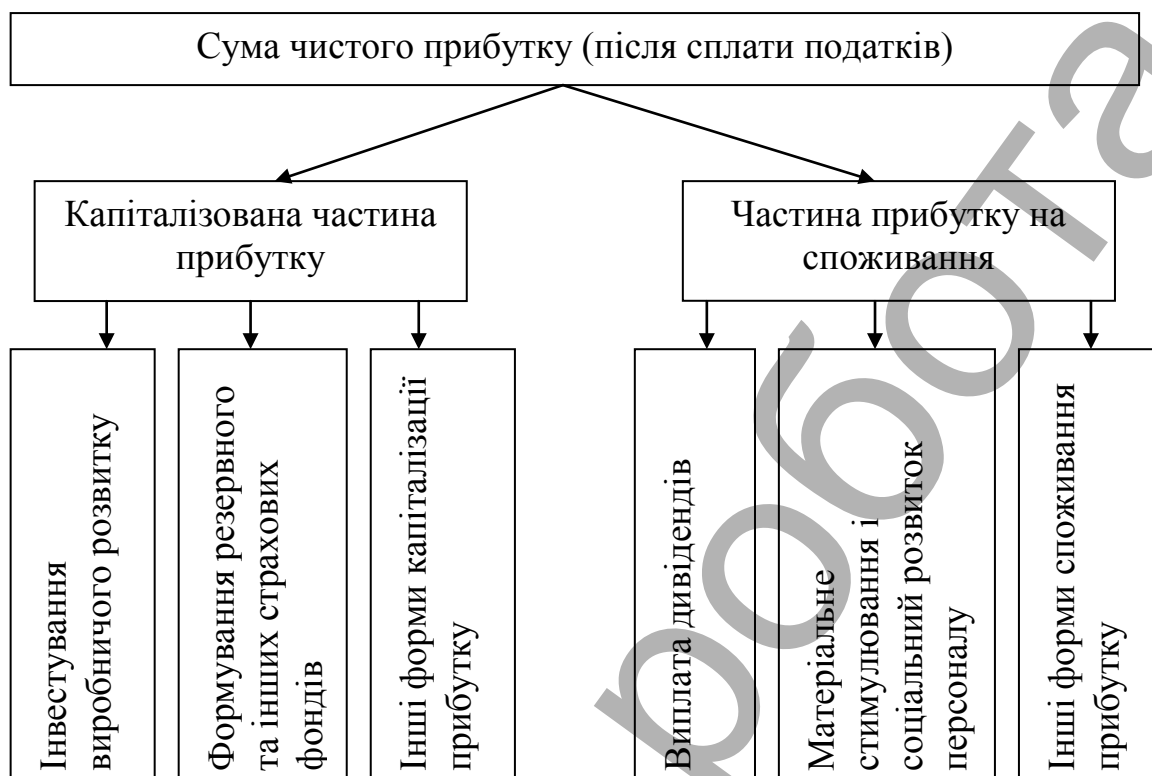 Сума чистого прибутку (після сплати податків)
Капіталізована частина
прибутку
Частина прибутку на
споживання
Інвестування
виробничого розвитку
Формування резервного
та інших страхових
фондів
Інші форми капіталізації
прибутку
Виплата дивідендів
Матеріальне
стимулювання і
соціальний розвиток
персоналу
Інші форми споживання
прибутку
робота